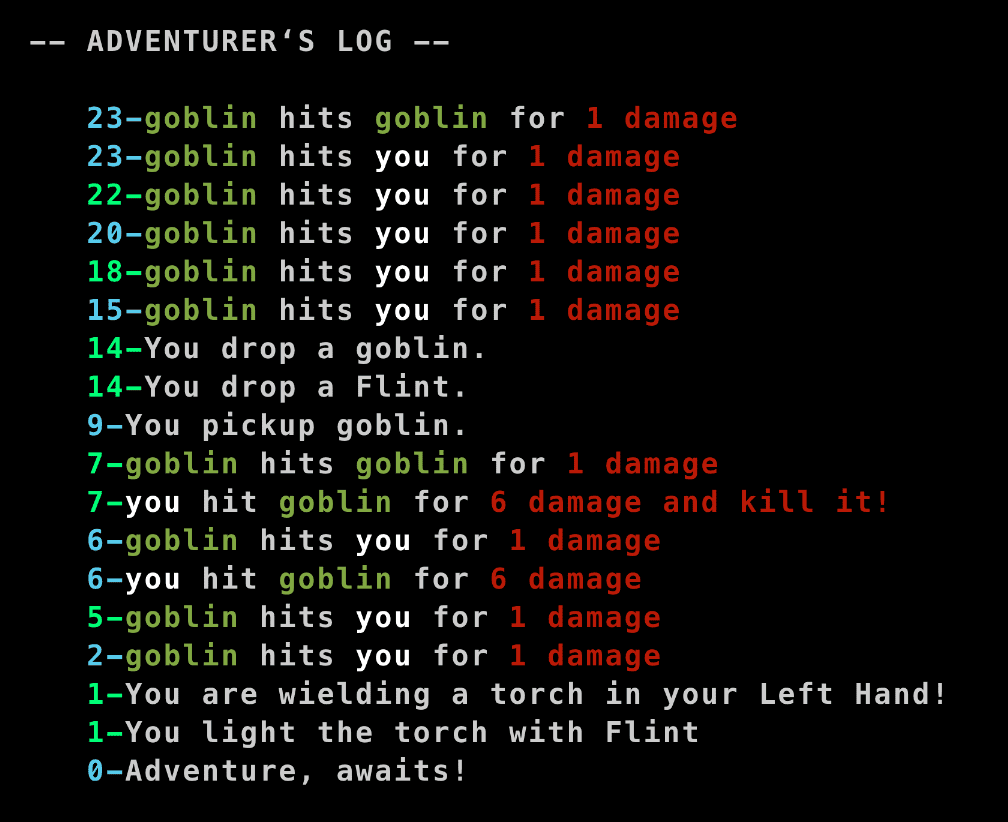 -- ADVENTURER‘S LOG --
23-goblin hits goblin for 1 damage
23-goblin hits you for 1 damage
22-goblin hits you for 1 damage
20-goblin hits you for 1 damage
18-goblin hits you for 1 damage
15-goblin hits you for 1 damage
14-You drop a goblin.
14-You drop a Flint.
9-You pickup goblin.
7-goblin hits goblin for 1 damage
7-you hit goblin for 6 damage and kill it!
6-goblin hits you for 1 damage
6-you hit goblin for 6 damage
5-goblin hits you for 1 damage
2-goblin hits you for 1 damage
1-You are wielding a torch in your Left Hand!
1-You light the torch with Flint
0-Adventure, awaits!